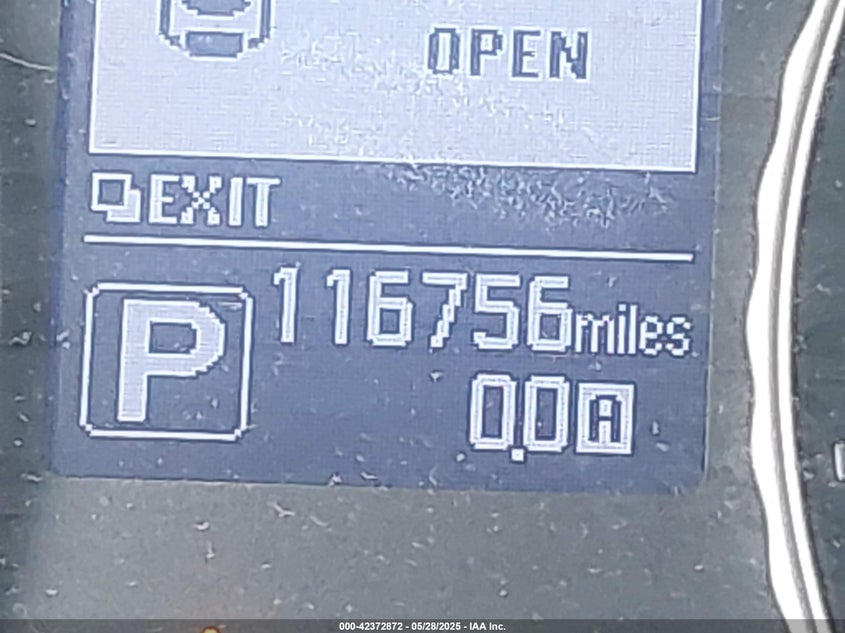 OPEN
EXIT
P
116756miles
0.0A
000-42372872 - 05/28/2025 - IAA Inc.